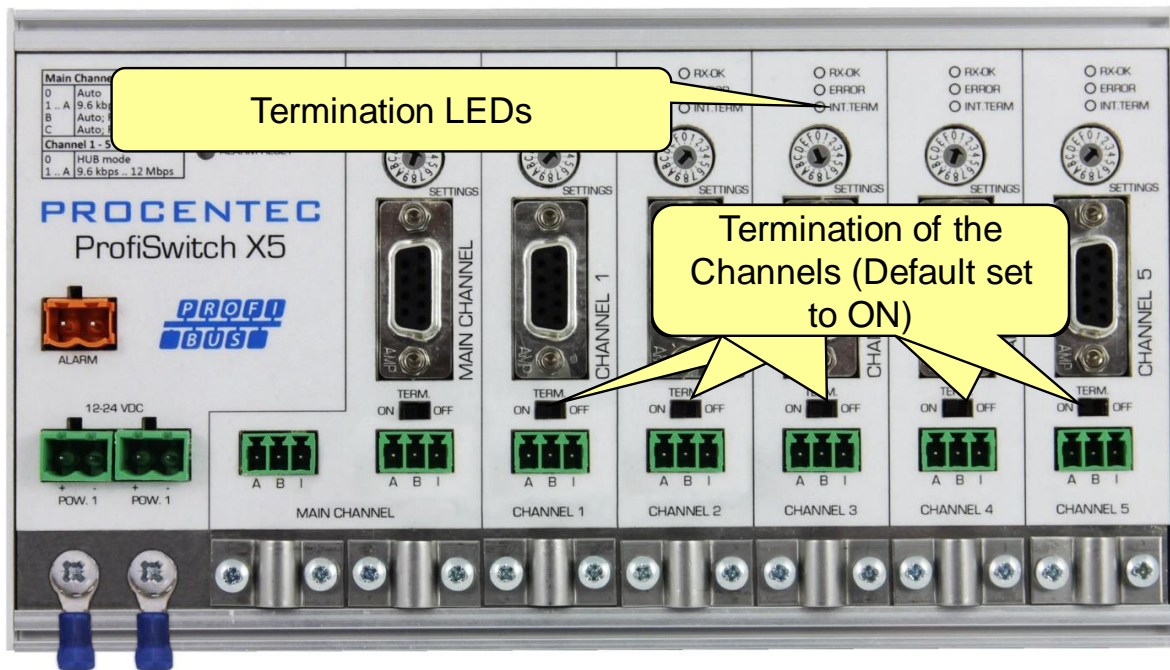 Main Channe
0 Auto
1 .. A 9.6 kbp
B Auto; F
C Auto; F
Channel 1 - 5
0 HUB mode
1 .. A 9.6 kbps .. 12 Mbps
Termination LEDs
RX-OK
INT.TERM
RX-OK
ERROR
INT.TERM
RX-OK
ERROR
INT.TERM
RX-OK
ERROR
INT.TERM
SETTINGS
SETTINGS
SETTINGS
SETTINGS
SETTINGS
SETTINGS
PROCENTEC
ProfiSwitch X5
PROFI
BUS
ALARM
12-24 VDC
+ -
POW. 1
+ -
POW. 1
MAIN CHANNEL
CHANNEL 1
CHANNEL 5
AMP
AMP
AMP
Termination of the
Channels (Default set
to ON)
TERM.
ON OFF
ON OFF
ON OFF
ON OFF
ON OFF
TERM.
ON OFF
A B I
A B I
A B I
A B I
A B I
A B I
A B I
MAIN CHANNEL
CHANNEL 1
CHANNEL 2
CHANNEL 3
CHANNEL 4
CHANNEL 5